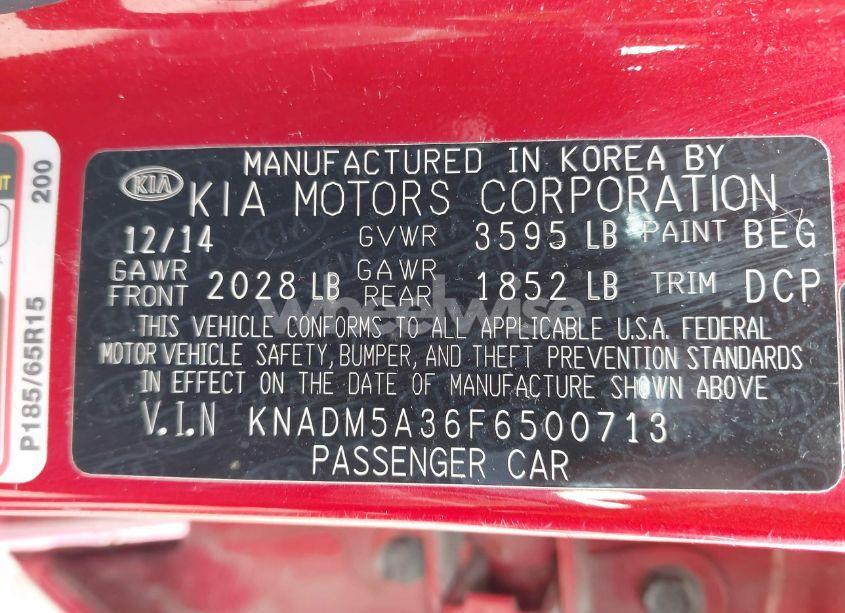 MANUFACTURED IN KOREA BY
KIA KIA MOTORS CORPORATION
12/14 GVWR 3595 LB PAINT BEG
GAWR FRONT 2028 LB GAWR REAR 1852 LB TRIM DCP
THIS VEHICLE CONFORMS TO ALL APPLICABLE U.S.A. FEDERAL
MOTOR VEHICLE SAFETY, BUMPER, AND THEFT PREVENTION STANDARDS
IN EFFECT ON THE DATE OF MANUFACTURE SHOWN ABOVE
V.I.N KNADM5A36F6500713
PASSENGER CAR
P185/65R15 200
wheelwise